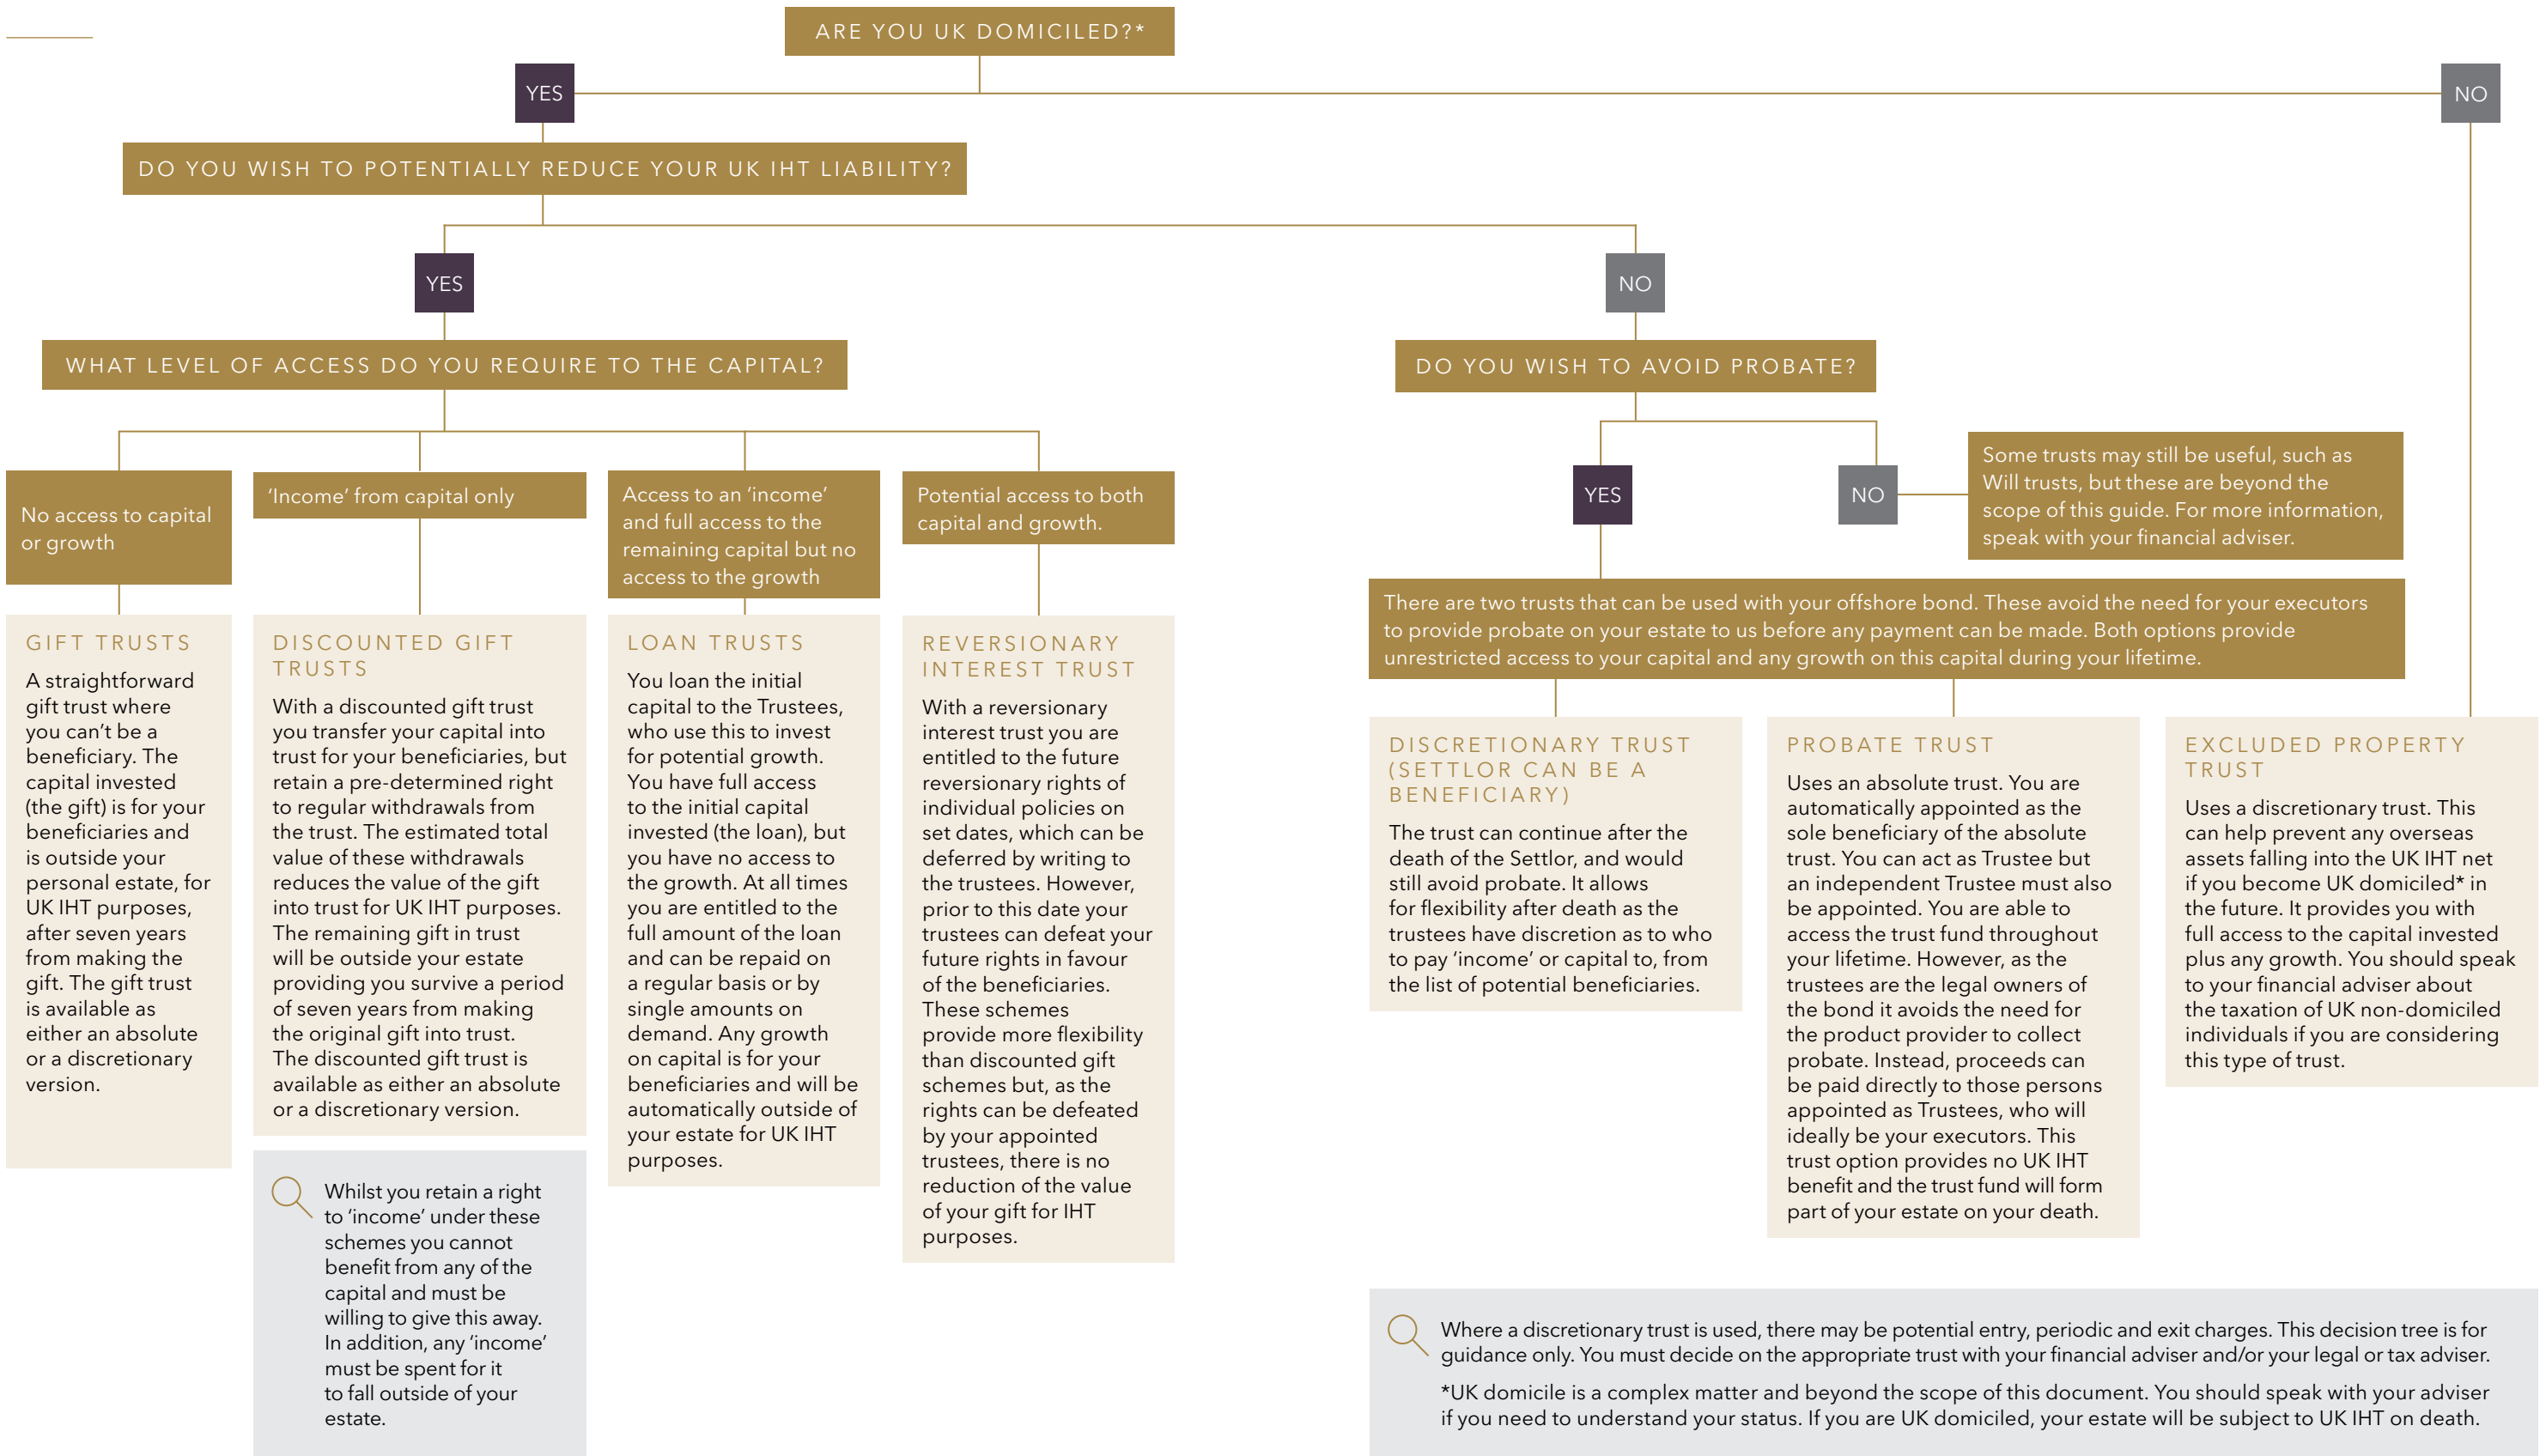 ARE YOU UK DOMICILED?*
YES
NO
DO YOU WISH TO POTENTIALLY REDUCE YOUR UK IHT LIABILITY?
YES
NO
WHAT LEVEL OF ACCESS DO YOU REQUIRE TO THE CAPITAL?
DO YOU WISH TO AVOID PROBATE?
No access to capital
or growth
‘Income’ from capital only
Access to an ‘income’
and full access to the
remaining capital but no
access to the growth
Potential access to both
capital and growth.
YES
NO
Some trusts may still be useful, such as
Will trusts, but these are beyond the
scope of this guide. For more information,
speak with your financial adviser.
There are two trusts that can be used with your offshore bond. These avoid the need for your executors
to provide probate on your estate to us before any payment can be made. Both options provide
unrestricted access to your capital and any growth on this capital during your lifetime.
GIFT TRUSTS
A straightforward
gift trust where
you can’t be a
beneficiary. The
capital invested
(the gift) is for your
beneficiaries and
is outside your
personal estate, for
UK IHT purposes,
after seven years
from making the
gift. The gift trust
is available as
either an absolute
or a discretionary
version.
DISCOUNTED GIFT
TRUSTS
With a discounted gift trust
you transfer your capital into
trust for your beneficiaries, but
retain a pre-determined right
to regular withdrawals from
the trust. The estimated total
value of these withdrawals
reduces the value of the gift
into trust for UK IHT purposes.
The remaining gift in trust
will be outside your estate
providing you survive a period
of seven years from making
the original gift into trust.
The discounted gift trust is
available as either an absolute
or a discretionary version.
Whilst you retain a right
to ‘income’ under these
schemes you cannot
benefit from any of the
capital and must be
willing to give this away.
In addition, any ‘income’
must be spent for it
to fall outside of your
estate.
LOAN TRUSTS
You loan the initial
capital to the Trustees,
who use this to invest
for potential growth.
You have full access
to the initial capital
invested (the loan), but
you have no access to
the growth. At all times
you are entitled to the
full amount of the loan
and can be repaid on
a regular basis or by
single amounts on
demand. Any growth
on capital is for your
beneficiaries and will be
automatically outside of
your estate for UK IHT
purposes.
REVERSIONARY
INTEREST TRUST
With a reversionary
interest trust you are
entitled to the future
reversionary rights of
individual policies on
set dates, which can be
deferred by writing to
the trustees. However,
prior to this date your
trustees can defeat your
future rights in favour
of the beneficiaries.
These schemes
provide more flexibility
than discounted gift
schemes but, as the
rights can be defeated
by your appointed
trustees, there is no
reduction of the value
of your gift for IHT
purposes.
DISCRETIONARY TRUST
(SETTLOR CAN BE A
BENEFICIARY)
The trust can continue after the
death of the Settlor, and would
still avoid probate. It allows
for flexibility after death as the
trustees have discretion as to who
to pay ‘income’ or capital to, from
the list of potential beneficiaries.
PROBATE TRUST
Uses an absolute trust. You are
automatically appointed as the
sole beneficiary of the absolute
trust. You can act as Trustee but
an independent Trustee must also
be appointed. You are able to
access the trust fund throughout
your lifetime. However, as the
trustees are the legal owners of
the bond it avoids the need for
the product provider to collect
probate. Instead, proceeds can
be paid directly to those persons
appointed as Trustees, who will
ideally be your executors. This
trust option provides no UK IHT
benefit and the trust fund will form
part of your estate on your death.
EXCLUDED PROPERTY
TRUST
Uses a discretionary trust. This
can help prevent any overseas
assets falling into the UK IHT net
if you become UK domiciled* in
the future. It provides you with
full access to the capital invested
plus any growth. You should speak
to your financial adviser about
the taxation of UK non-domiciled
individuals if you are considering
this type of trust.
Where a discretionary trust is used, there may be potential entry, periodic and exit charges. This decision tree is for
guidance only. You must decide on the appropriate trust with your financial adviser and/or your legal or tax adviser.
*UK domicile is a complex matter and beyond the scope of this document. You should speak with your adviser
if you need to understand your status. If you are UK domiciled, your estate will be subject to UK IHT on death.